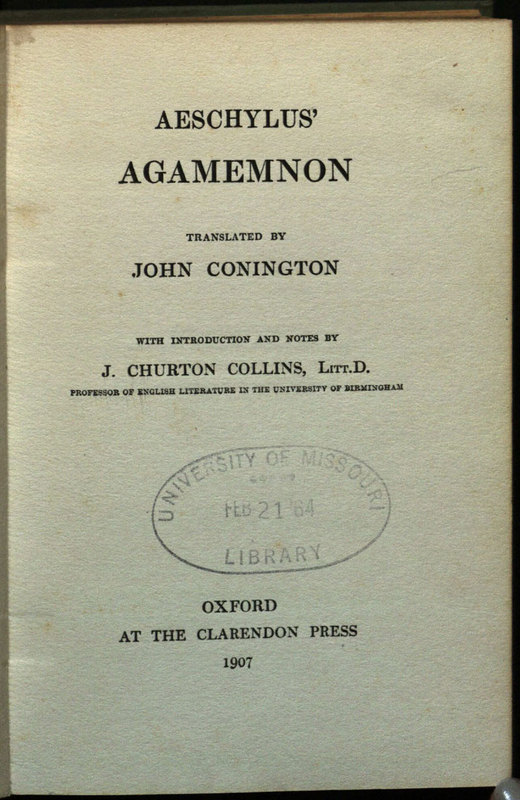 AESCHYLUS'
AGAMEMNON
TRANSLATED BY
JOHN CONINGTON
WITH INTRODUCTION AND NOTES BY
J. CHURTON COLLINS, LITT.D.
PROFESSOR OF ENGLISH LITERATURE IN THE UNIVERSITY OF BIRMINGHAM
UNIVERSITY OF MISSOURI
FEB 21 64
LIBRARY
OXFORD
AT THE CLARENDON PRESS
1907